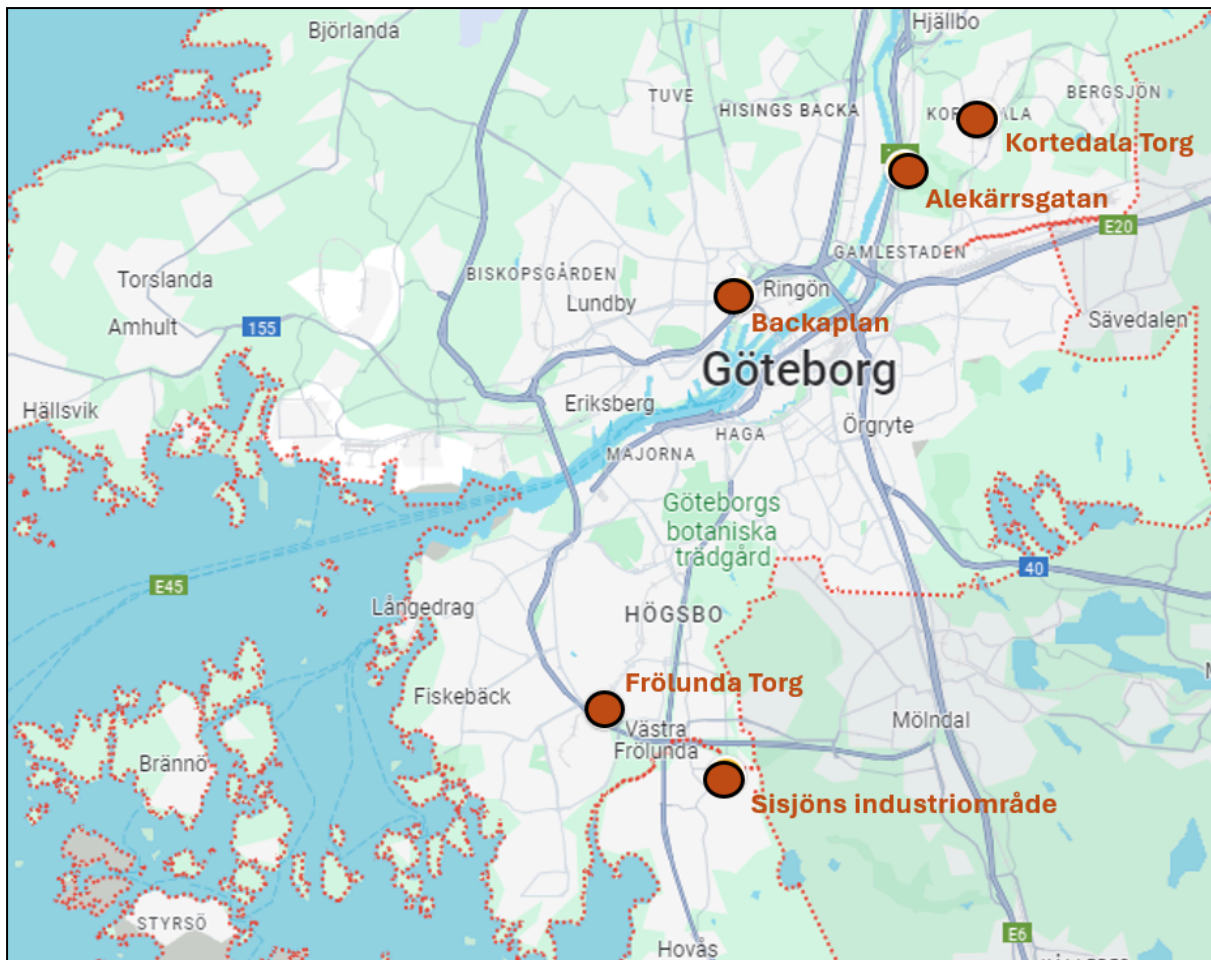 Hjällbo
Björlanda
BERGSJÖN
TUVE
HISINGS BACKA
Kortedala Torg
Alekärrsgatan
E20
GAMLESTADEN
BISKOPSGÅRDEN
Torslanda
Ringön
Lundby
Amhult
155
Backaplan
Sävedalen
Göteborg
Hällsvik
Eriksberg
Örgryte
HAGA
MAJORNA
Göteborgs
botaniska
trädgård
40
E45
Långedrag
HÖGSBO
Frölunda Torg
Fiskebäck
Mölndal
Västra
Frölunda
Brännö
Sisjöns industriområde
STYRSÖ
E6
Hovås